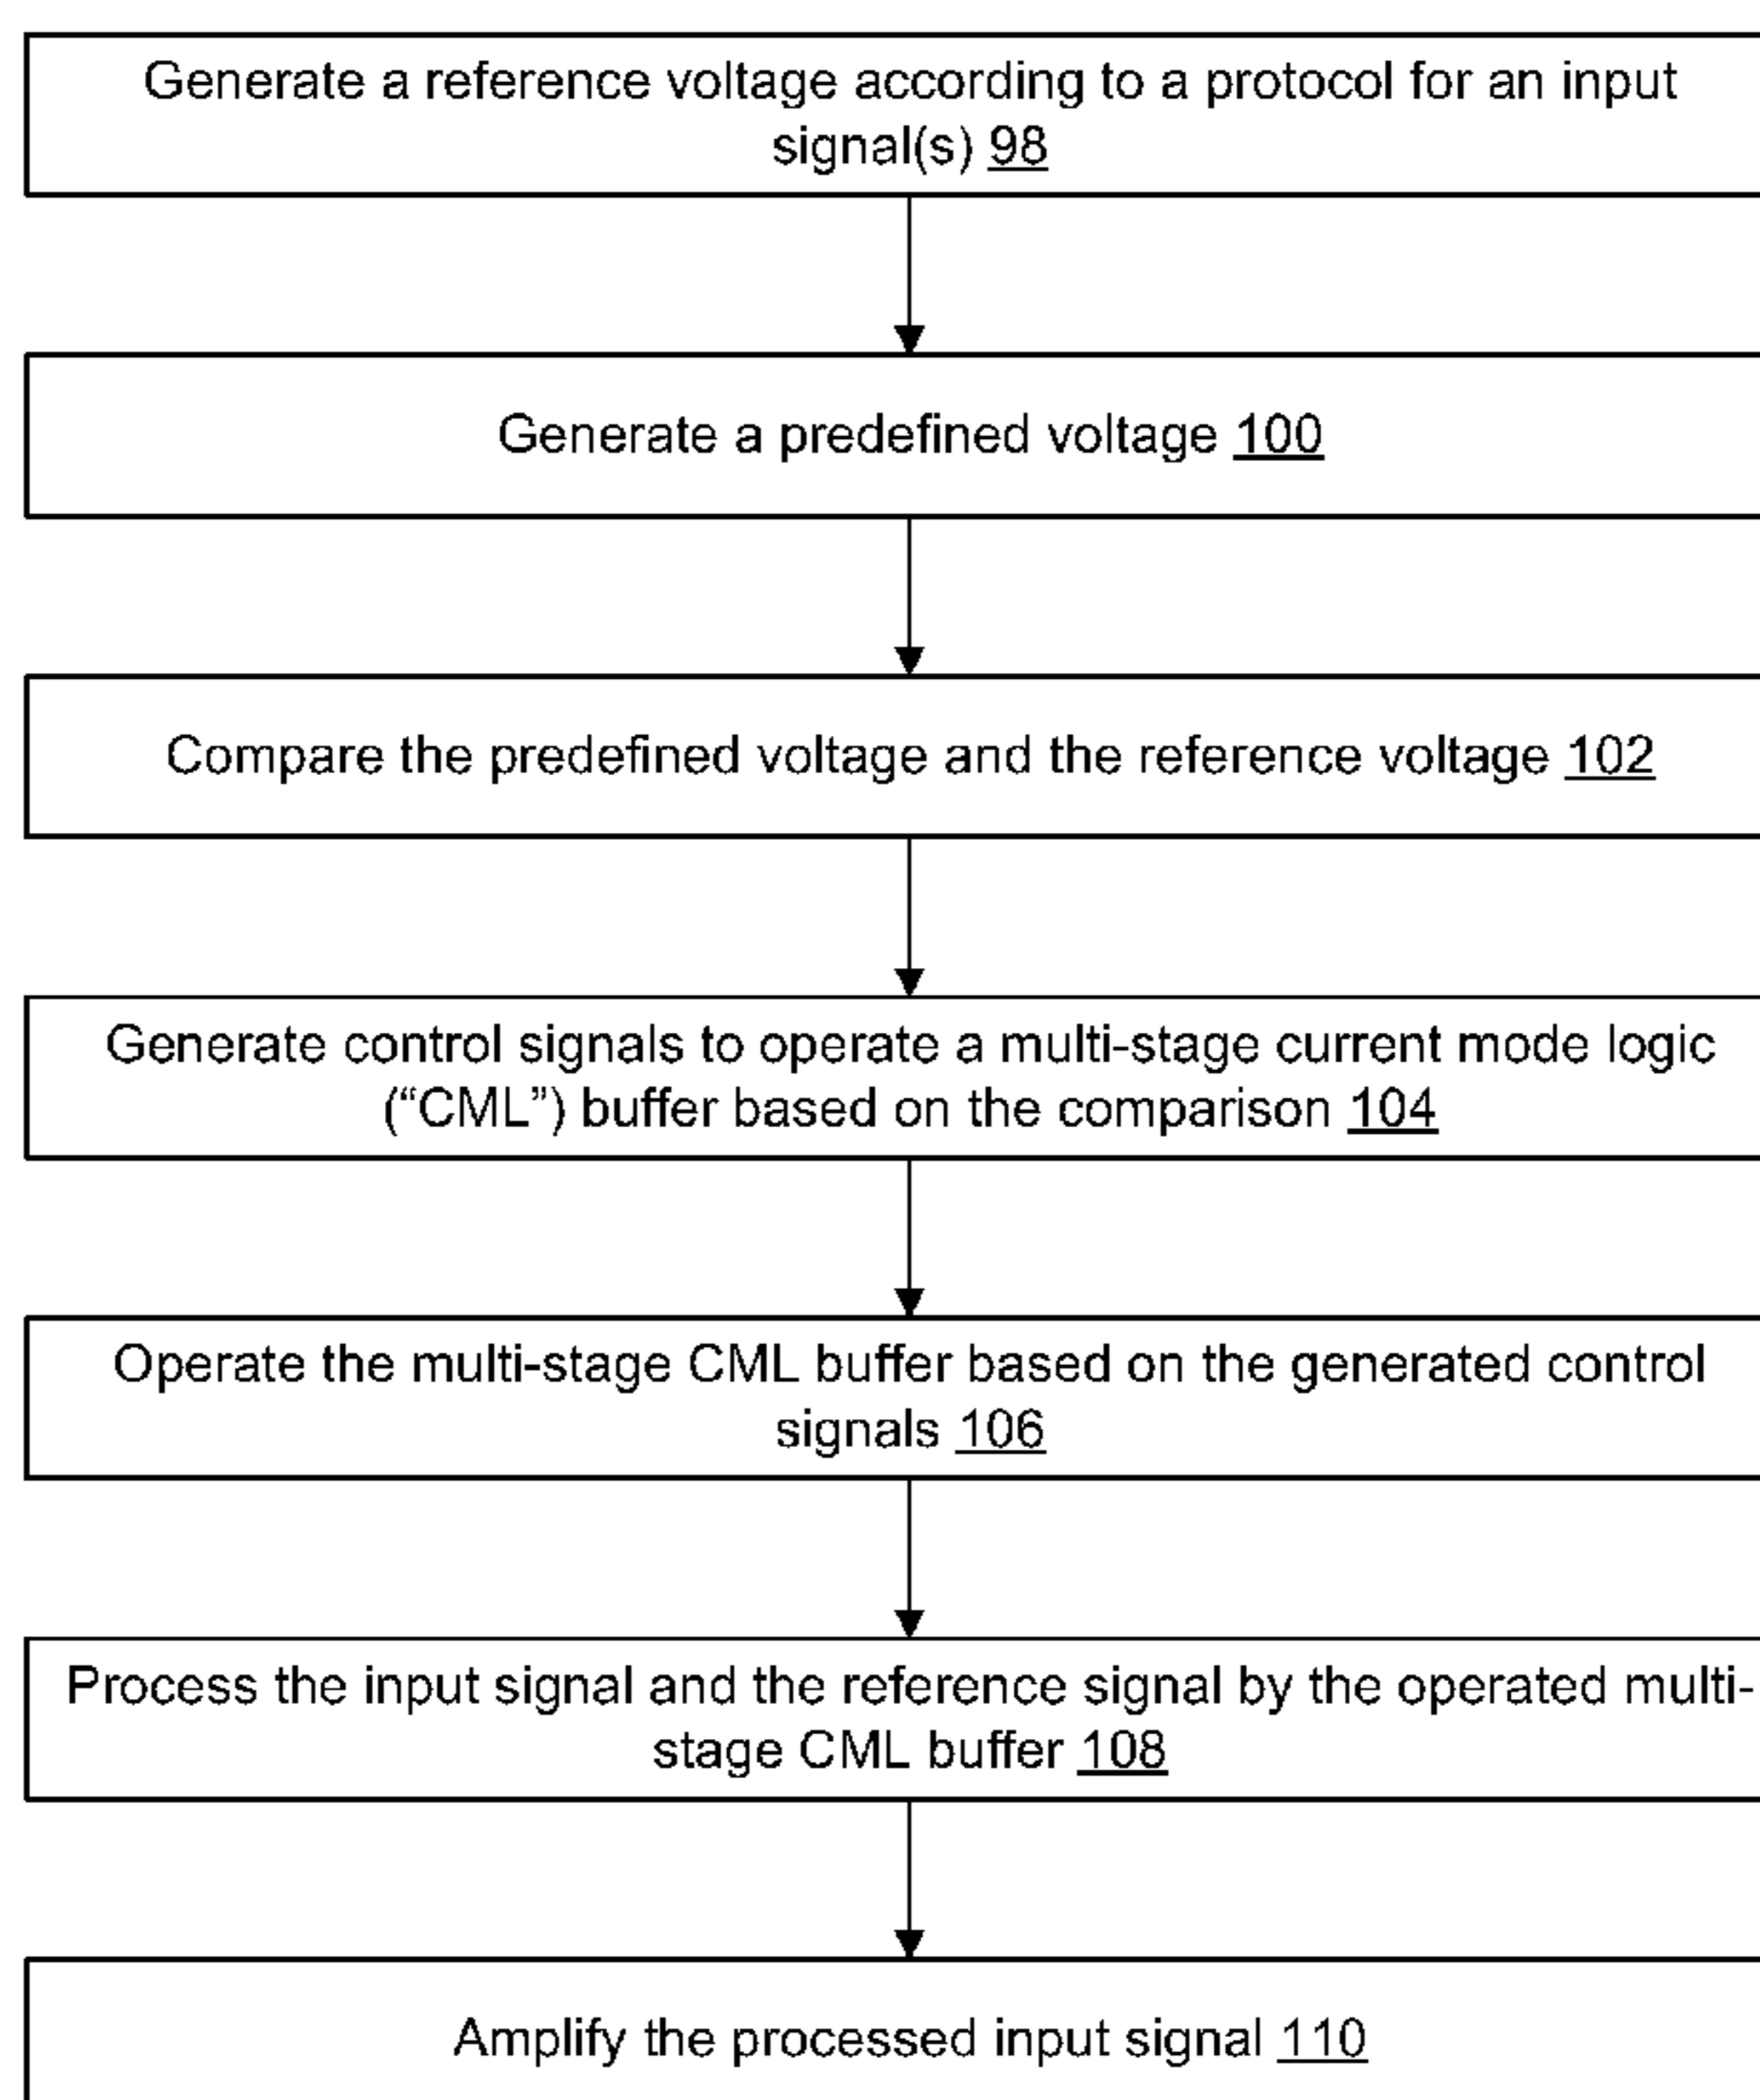 Generate a reference voltage according to a protocol for an input
signal(s) 98
Generate a predefined voltage 100
Compare the predefined voltage and the reference voltage 102
Generate control signals to operate a multi-stage current mode logic
(“CML”) buffer based on the comparison 104
Operate the multi-stage CML buffer based on the generated control
signals 106
Process the input signal and the reference signal by the operated multi-
stage CML buffer 108
Amplify the processed input signal 110